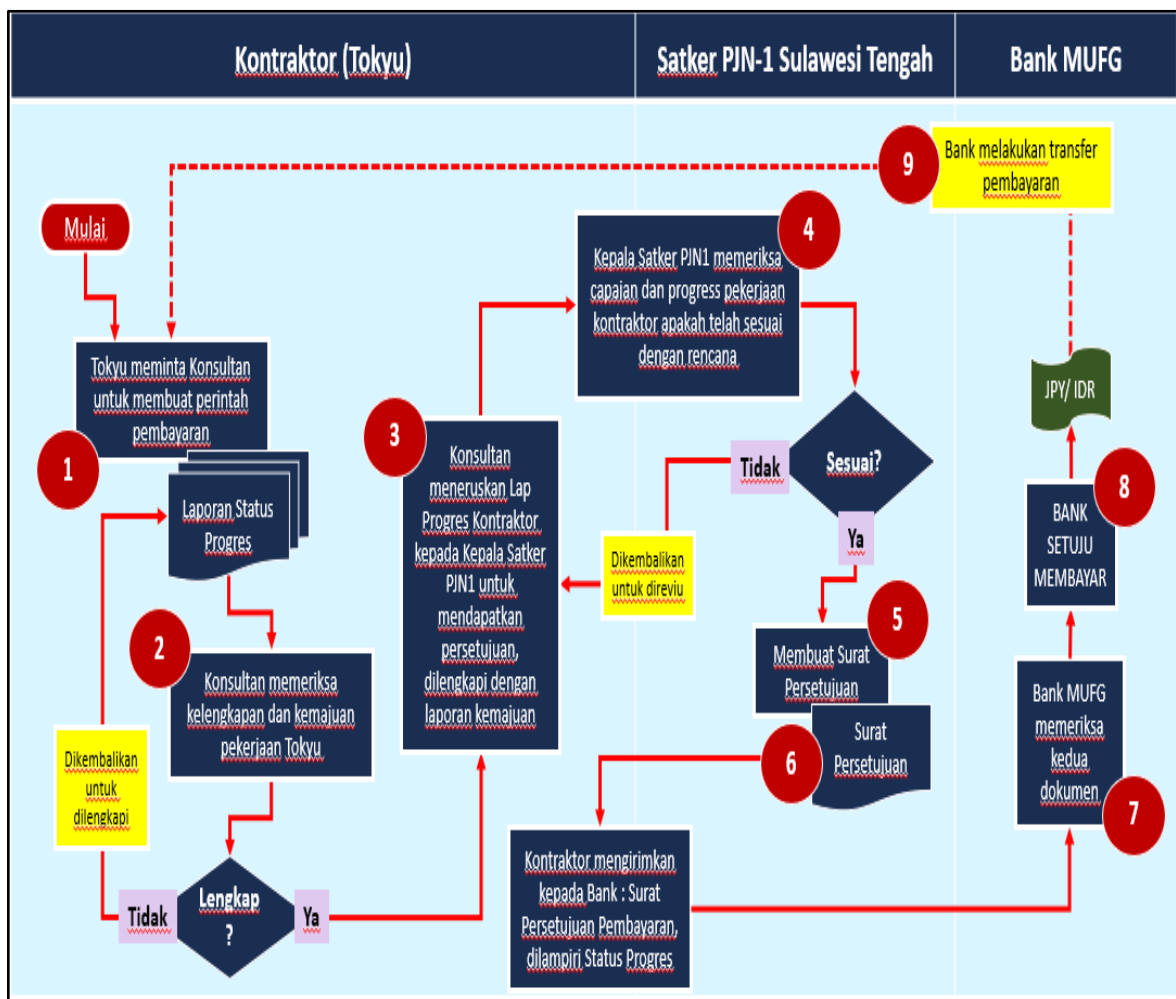 Kontraktor (Tokyu)
Satker PJN-1 Sulawesi Tengah
Bank MUFG
Mulai
Tokyu meminta Konsultan
untuk membuat perintah
pembayaran
1
Laporan Status
Progres
2
Konsultan memeriksa
kelengkapan dan kemajuan
pekerjaan Tokyu
Dikembalikan
untuk
dilengkapi
Tidak
Lengkap
?
Ya
3
Konsultan
meneruskan Lap
Progres Kontraktor
kepada Kepala Satker
PJN1 untuk
mendapatkan
persetujuan,
dilengkapi dengan
laporan kemajuan
4
Kepala Satker PJN1 memeriksa
capaian dan progress pekerjaan
kontraktor apakah telah sesuai
dengan rencana
Sesuai?
Tidak
Dikembalikan
untuk direviu
Ya
5
Membuat Surat
Persetujuan
6
Surat
Persetujuan
Kontraktor mengirimkan
kepada Bank : Surat
Persetujuan Pembayaran,
dilampiri Status Progres
7
Bank MUFG
memeriksa
kedua
dokumen
8
BANK
SETUJU
MEMBAYAR
JPY/ IDR
9
Bank melakukan transfer
pembayaran